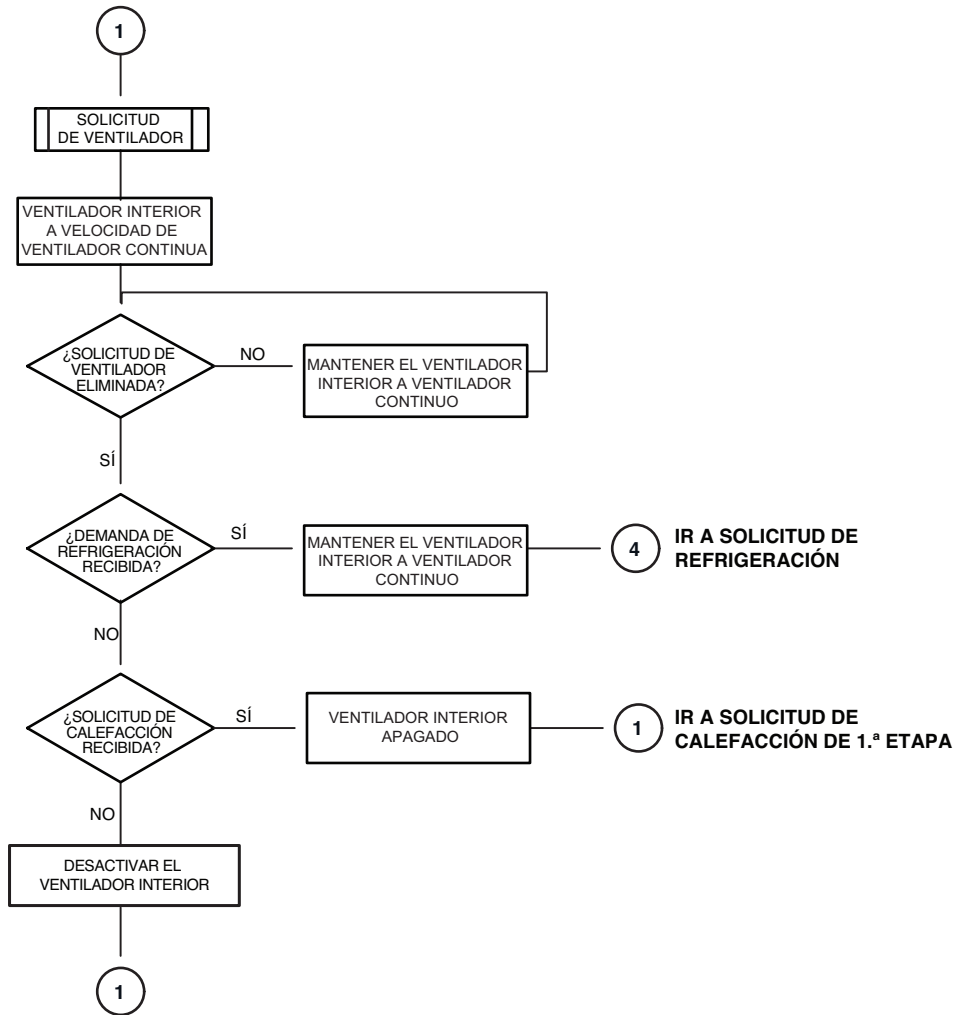 1
SOLICITUD
DE VENTILADOR
VENTILADOR INTERIOR
A VELOCIDAD DE
VENTILADOR CONTINUA
¿SOLICITUD DE
VENTILADOR
ELIMINADA?
NO
MANTENER EL VENTILADOR
INTERIOR A VENTILADOR
CONTINUO
SÍ
¿DEMANDA DE
REFRIGERACIÓN
RECIBIDA?
SÍ
MANTENER EL VENTILADOR
INTERIOR A VENTILADOR
CONTINUO
4
IR A SOLICITUD DE
REFRIGERACIÓN
NO
¿SOLICITUD DE
CALEFACCIÓN
RECIBIDA?
SÍ
VENTILADOR INTERIOR
APAGADO
1
IR A SOLICITUD DE
CALEFACCIÓN DE 1.ª ETAPA
NO
DESACTIVAR EL
VENTILADOR INTERIOR
1